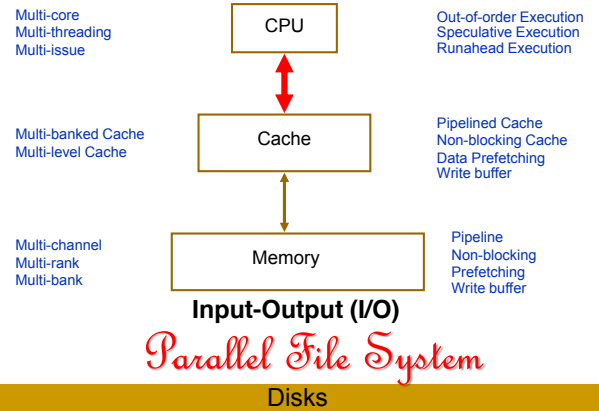 Multi-core
Multi-threading
Multi-issue
CPU
Out-of-order Execution
Speculative Execution
Runahead Execution
Multi-banked Cache
Multi-level Cache
Cache
Pipelined Cache
Non-blocking Cache
Data Prefetching
Write buffer
Multi-channel
Multi-rank
Multi-bank
Memory
Pipeline
Non-blocking
Prefetching
Write buffer
Input-Output (I/O)
Parallel File System
Disks